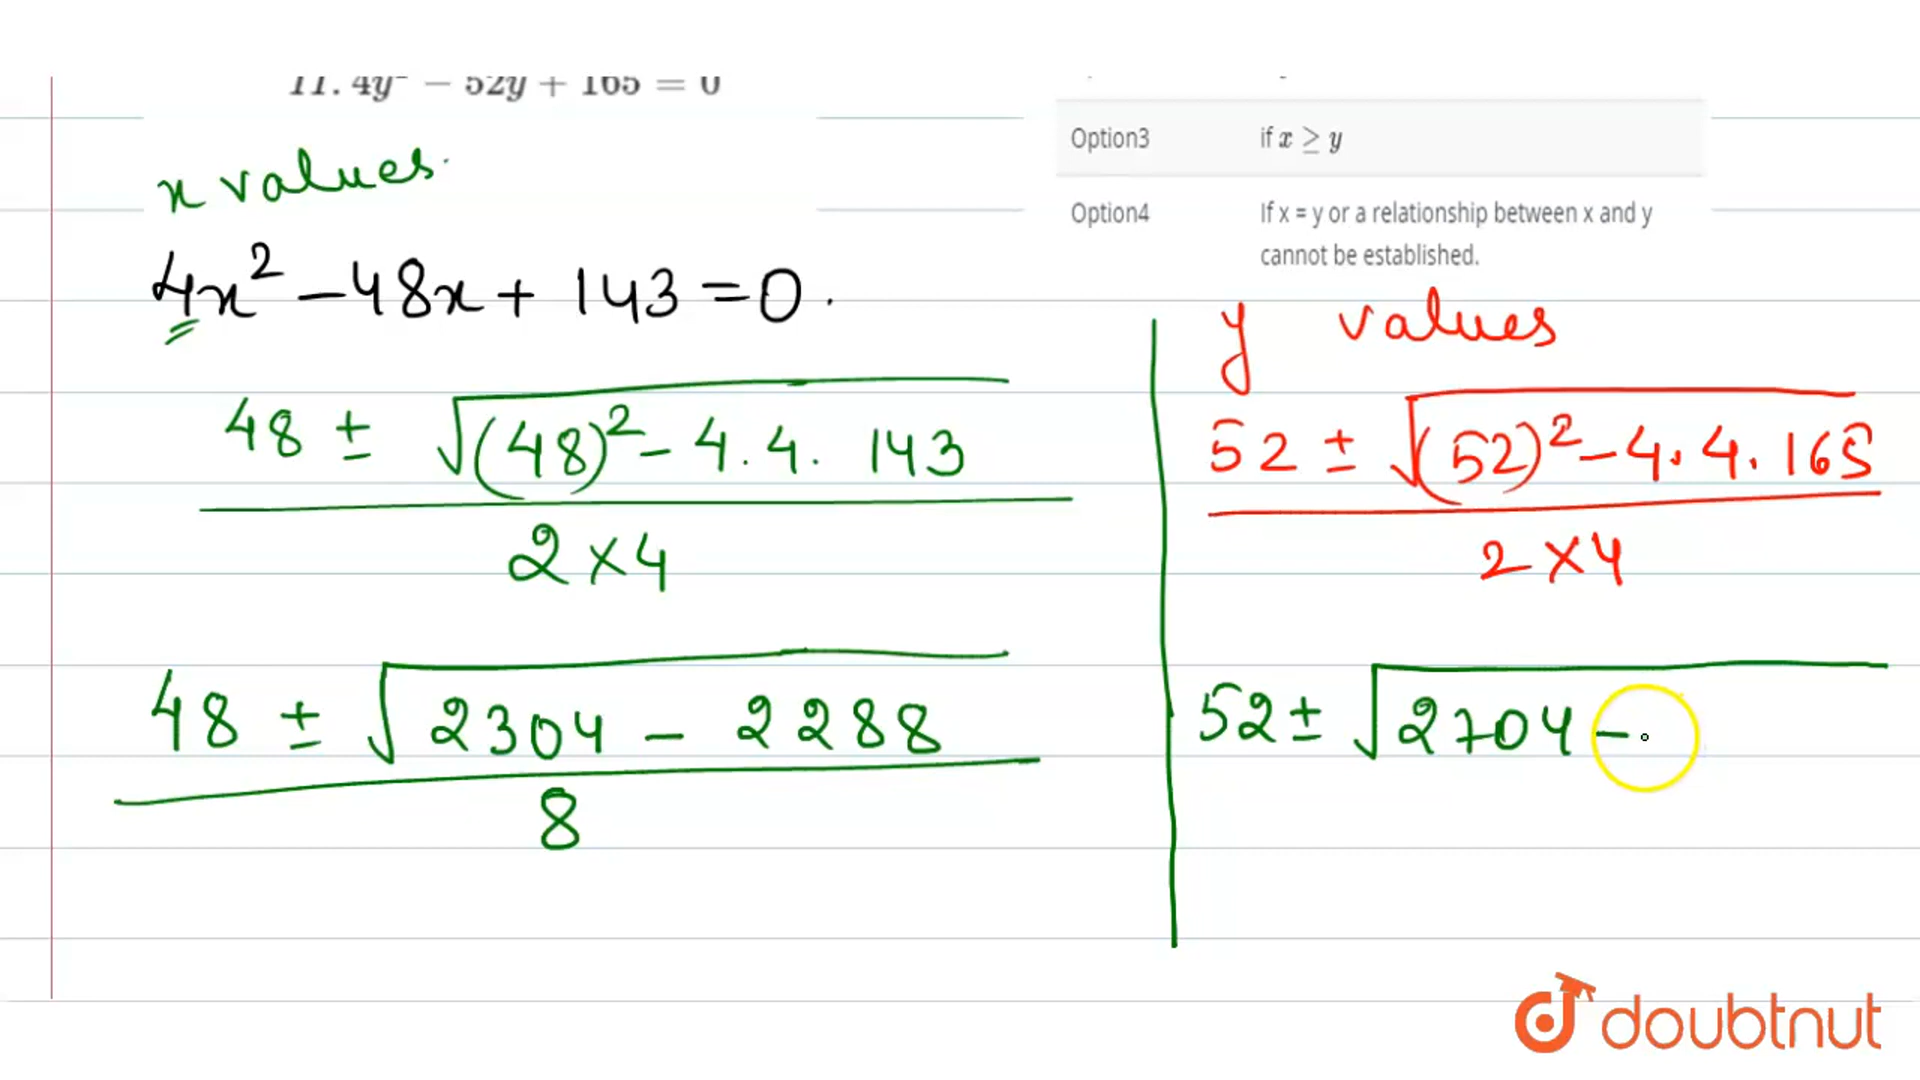 11. 4y² − 52y + 165 = 0
Option3 if x ≥ y
Option4 If x = y or a relationship between x and y
cannot be established.
x values.
4x² − 48x + 143 = 0.
48 ± √(48)² − 4.4. 143
2 × 4
48 ± √2304 − 2288
8
y values
52 ± √(52)² − 4.4.165
2 × 4
52 ± √2704 −
doubtnut